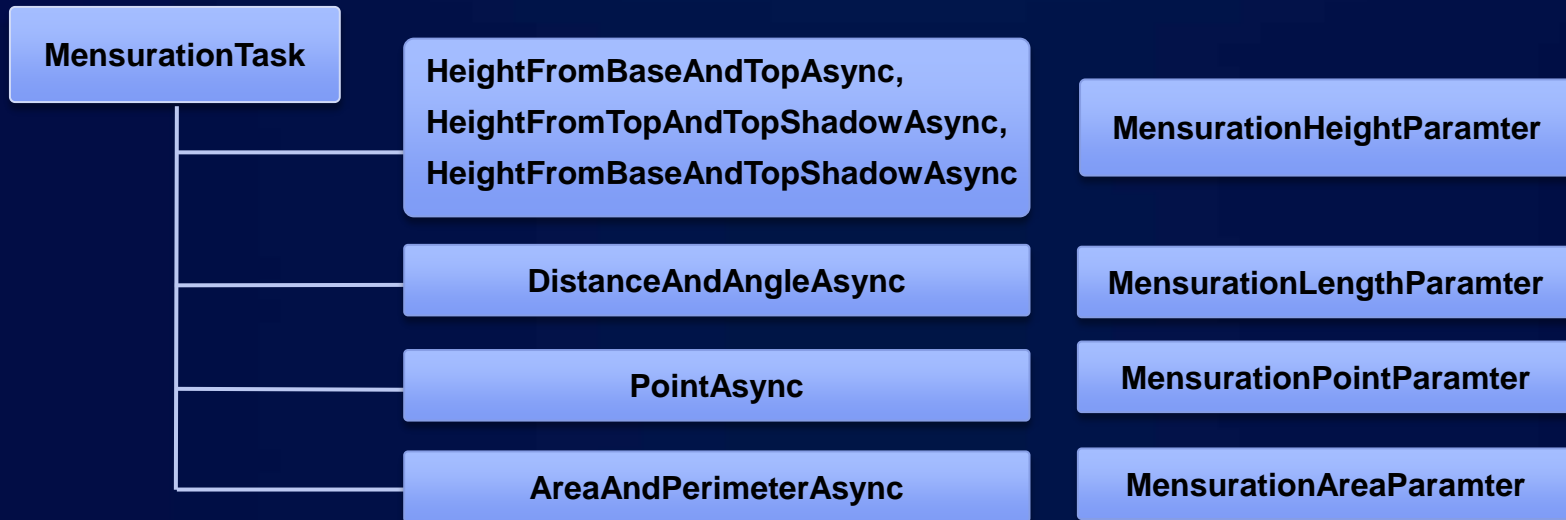 MensurationTask
HeightFromBaseAndTopAsync,
HeightFromTopAndTopShadowAsync,
HeightFromBaseAndTopShadowAsync
MensurationHeightParamter
DistanceAndAngleAsync
MensurationLengthParamter
PointAsync
MensurationPointParamter
AreaAndPerimeterAsync
MensurationAreaParamter